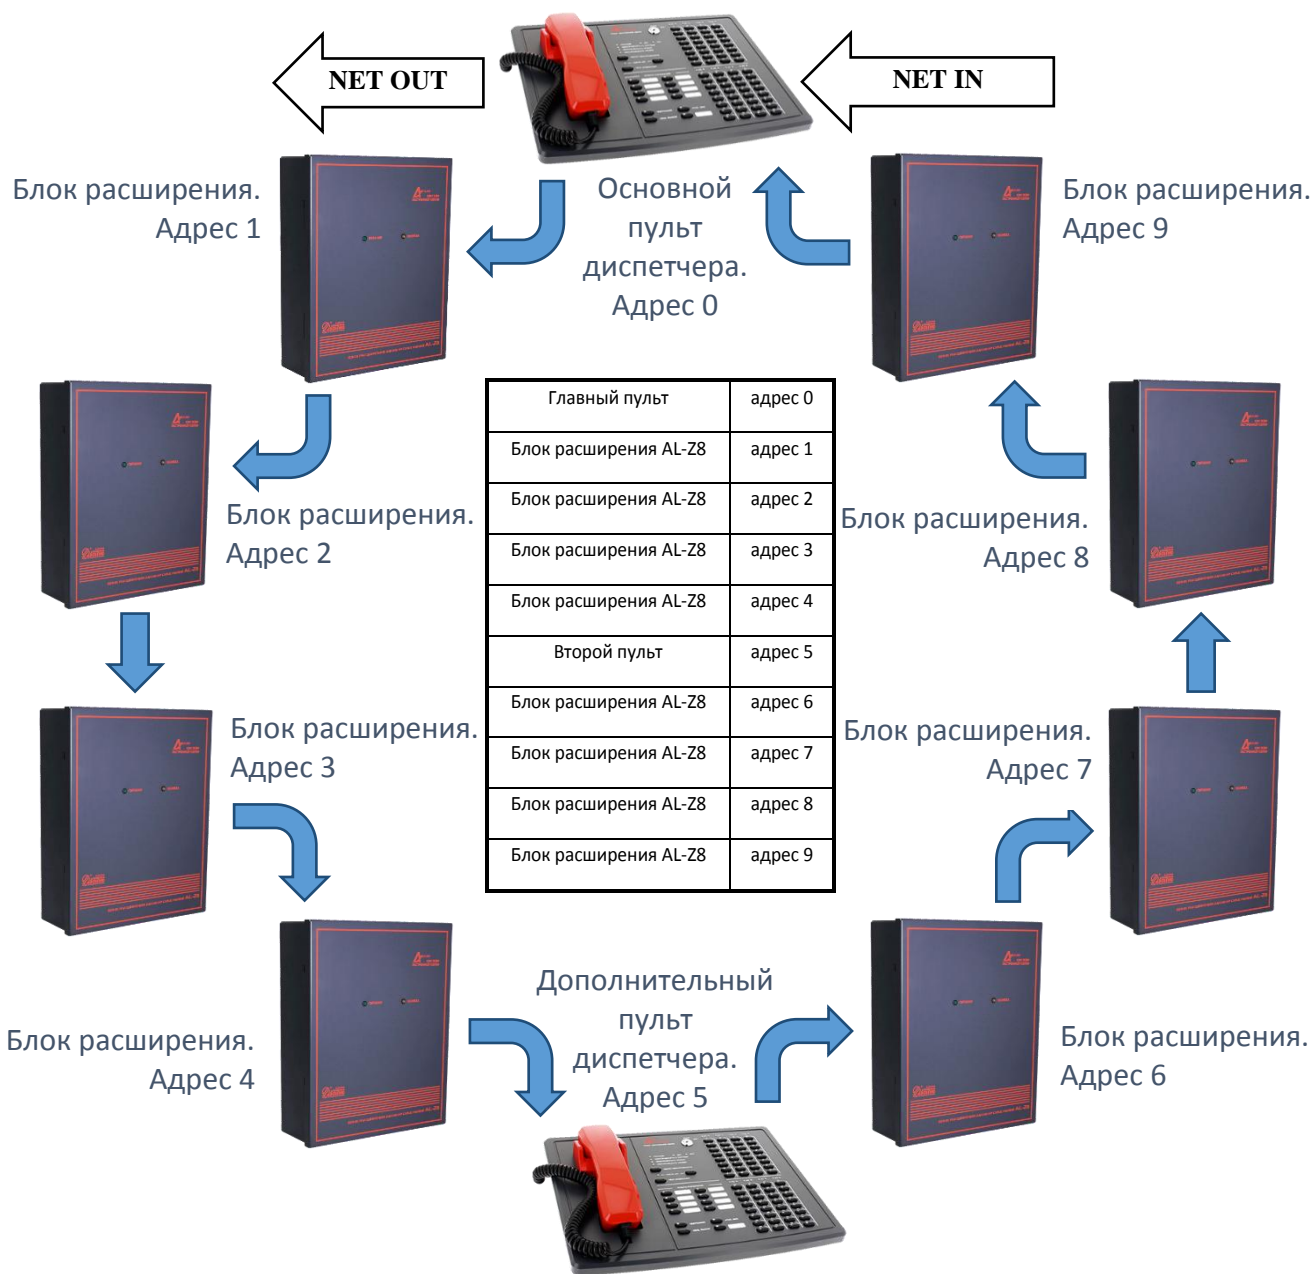 NET OUT
NET IN
Основной
пульт
диспетчера.
Адрес 0
Блок расширения.
Адрес 1
Блок расширения.
Адрес 9
Блок расширения.
Адрес 2
Блок расширения.
Адрес 8
Блок расширения.
Адрес 3
Блок расширения.
Адрес 7
Блок расширения.
Адрес 4
Дополнительный
пульт
диспетчера.
Адрес 5
Блок расширения.
Адрес 6
Главный пульт адрес 0
Блок расширения AL-Z8 адрес 1
Блок расширения AL-Z8 адрес 2
Блок расширения AL-Z8 адрес 3
Блок расширения AL-Z8 адрес 4
Второй пульт адрес 5
Блок расширения AL-Z8 адрес 6
Блок расширения AL-Z8 адрес 7
Блок расширения AL-Z8 адрес 8
Блок расширения AL-Z8 адрес 9